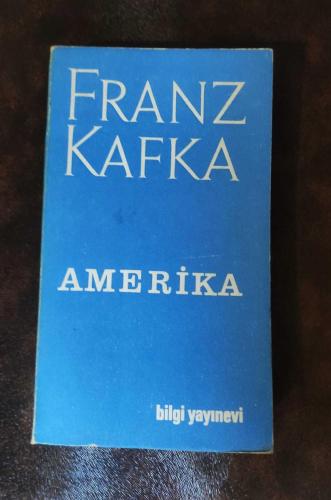 FRANZ
KAFKA
AMERİKA
bilgi yayınevi